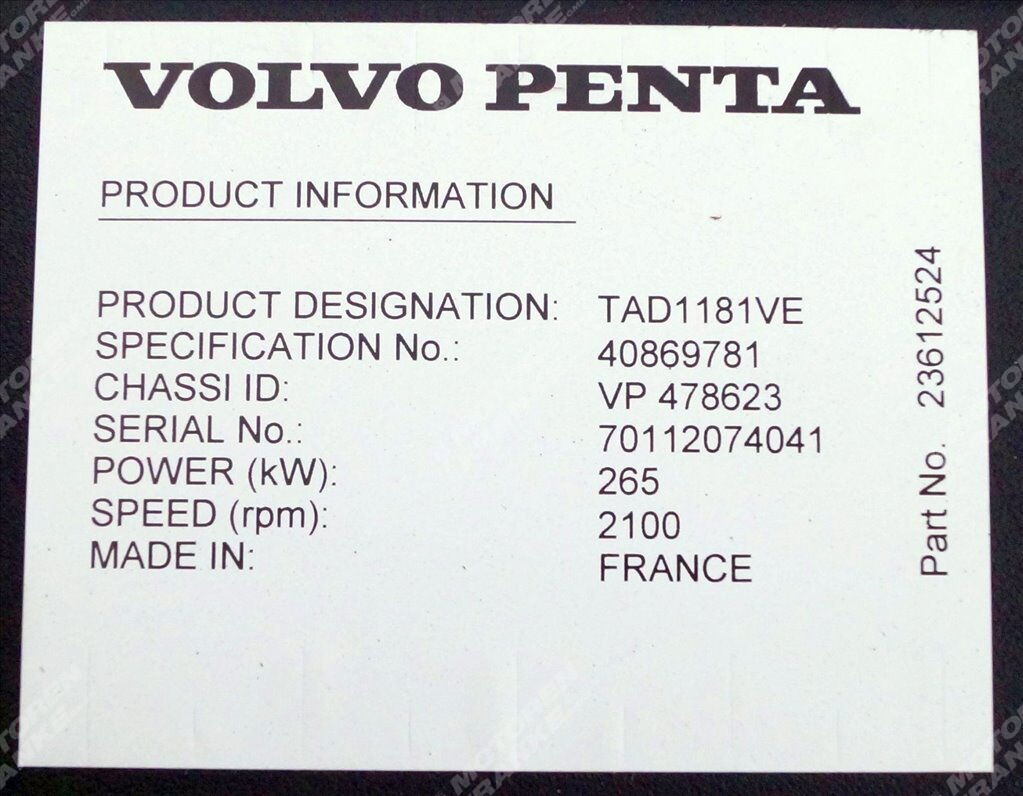 VOLVO PENTA
PRODUCT INFORMATION
PRODUCT DESIGNATION: TAD1181VE
SPECIFICATION No.: 40869781
CHASSI ID: VP 478623
SERIAL No.: 70112074041
POWER (kW): 265
SPEED (rpm): 2100
MADE IN: FRANCE
Part No. 23612524